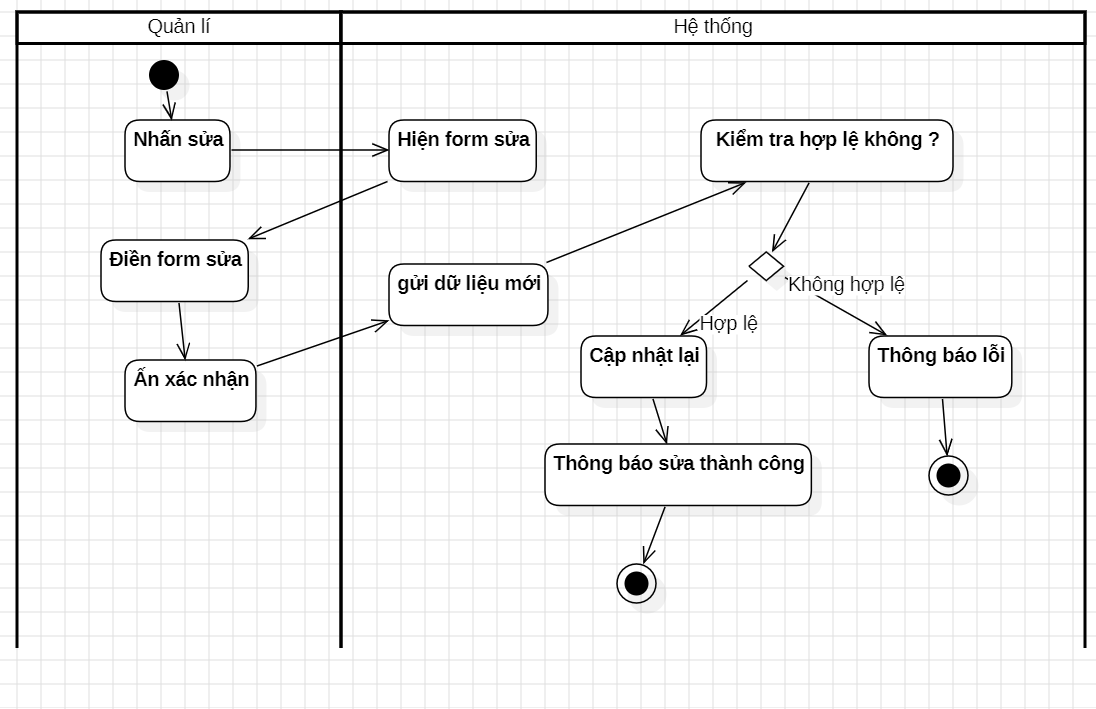 Quản lí
Hệ thống
Nhấn sửa
Hiện form sửa
Kiểm tra hợp lệ không ?
Điền form sửa
gửi dữ liệu mới
Không hợp lệ
Hợp lệ
Ấn xác nhận
Cập nhật lại
Thông báo lỗi
Thông báo sửa thành công